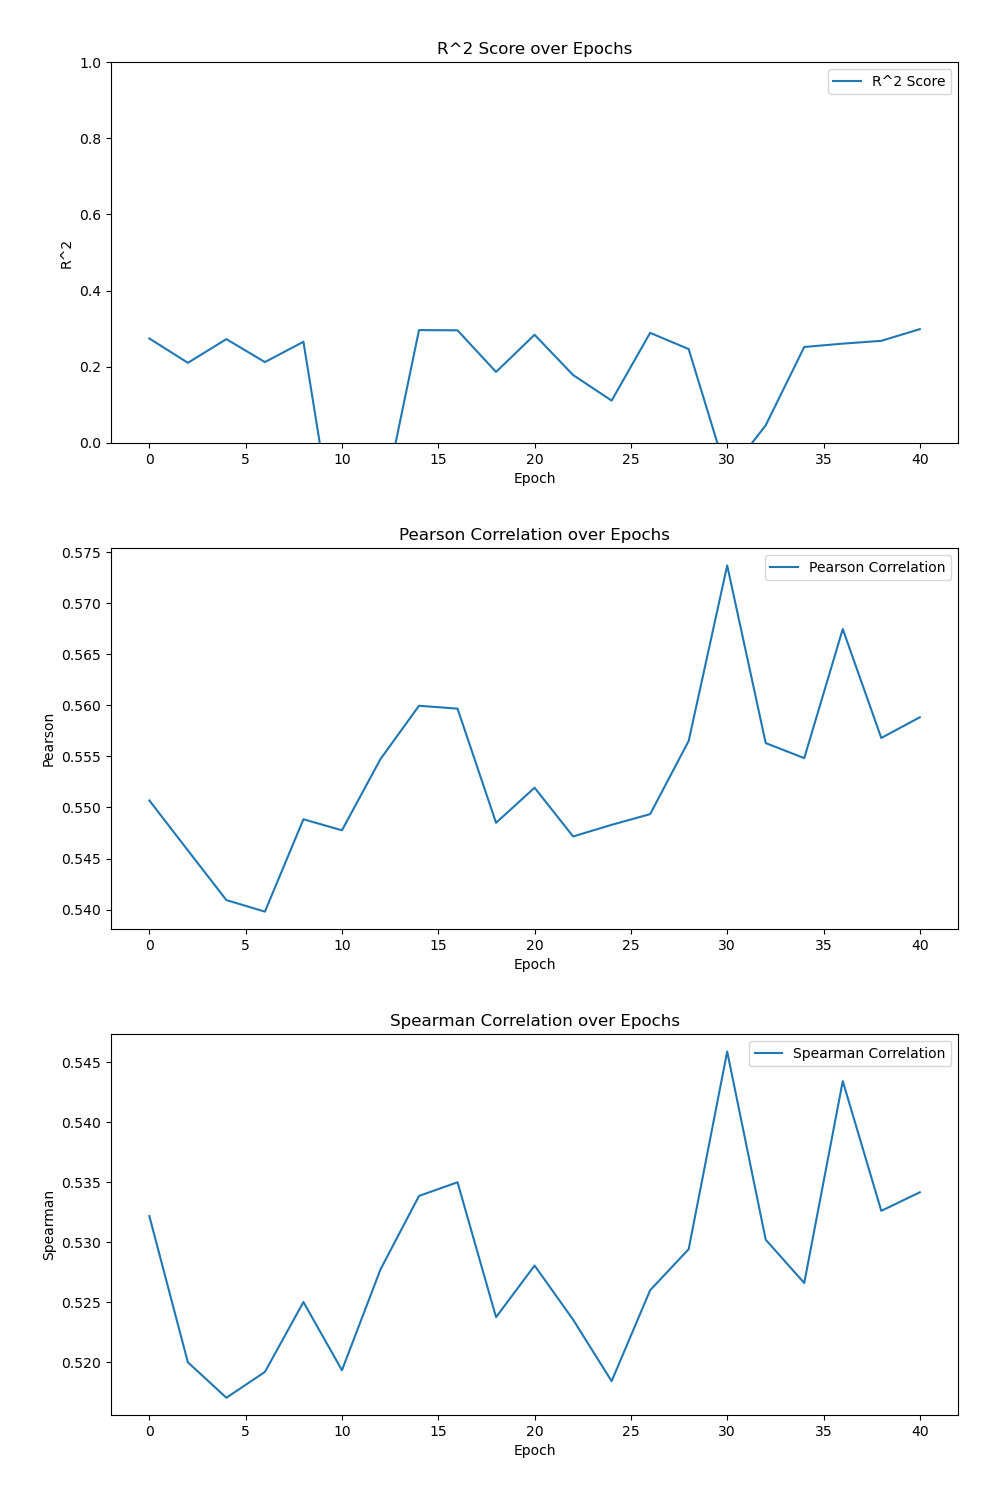 R^2 Score over Epochs
1.0
R^2 Score
0.8
0.6
R^2
0.4
0.2
0.0
0 5 10 15 20 25 30 35 40
Epoch
Pearson Correlation over Epochs
0.575
Pearson Correlation
0.570
0.565
0.560
Pearson
0.555
0.550
0.545
0.540
0 5 10 15 20 25 30 35 40
Epoch
Spearman Correlation over Epochs
0.545
Spearman Correlation
0.540
0.535
Spearman
0.530
0.525
0.520
0 5 10 15 20 25 30 35 40
Epoch